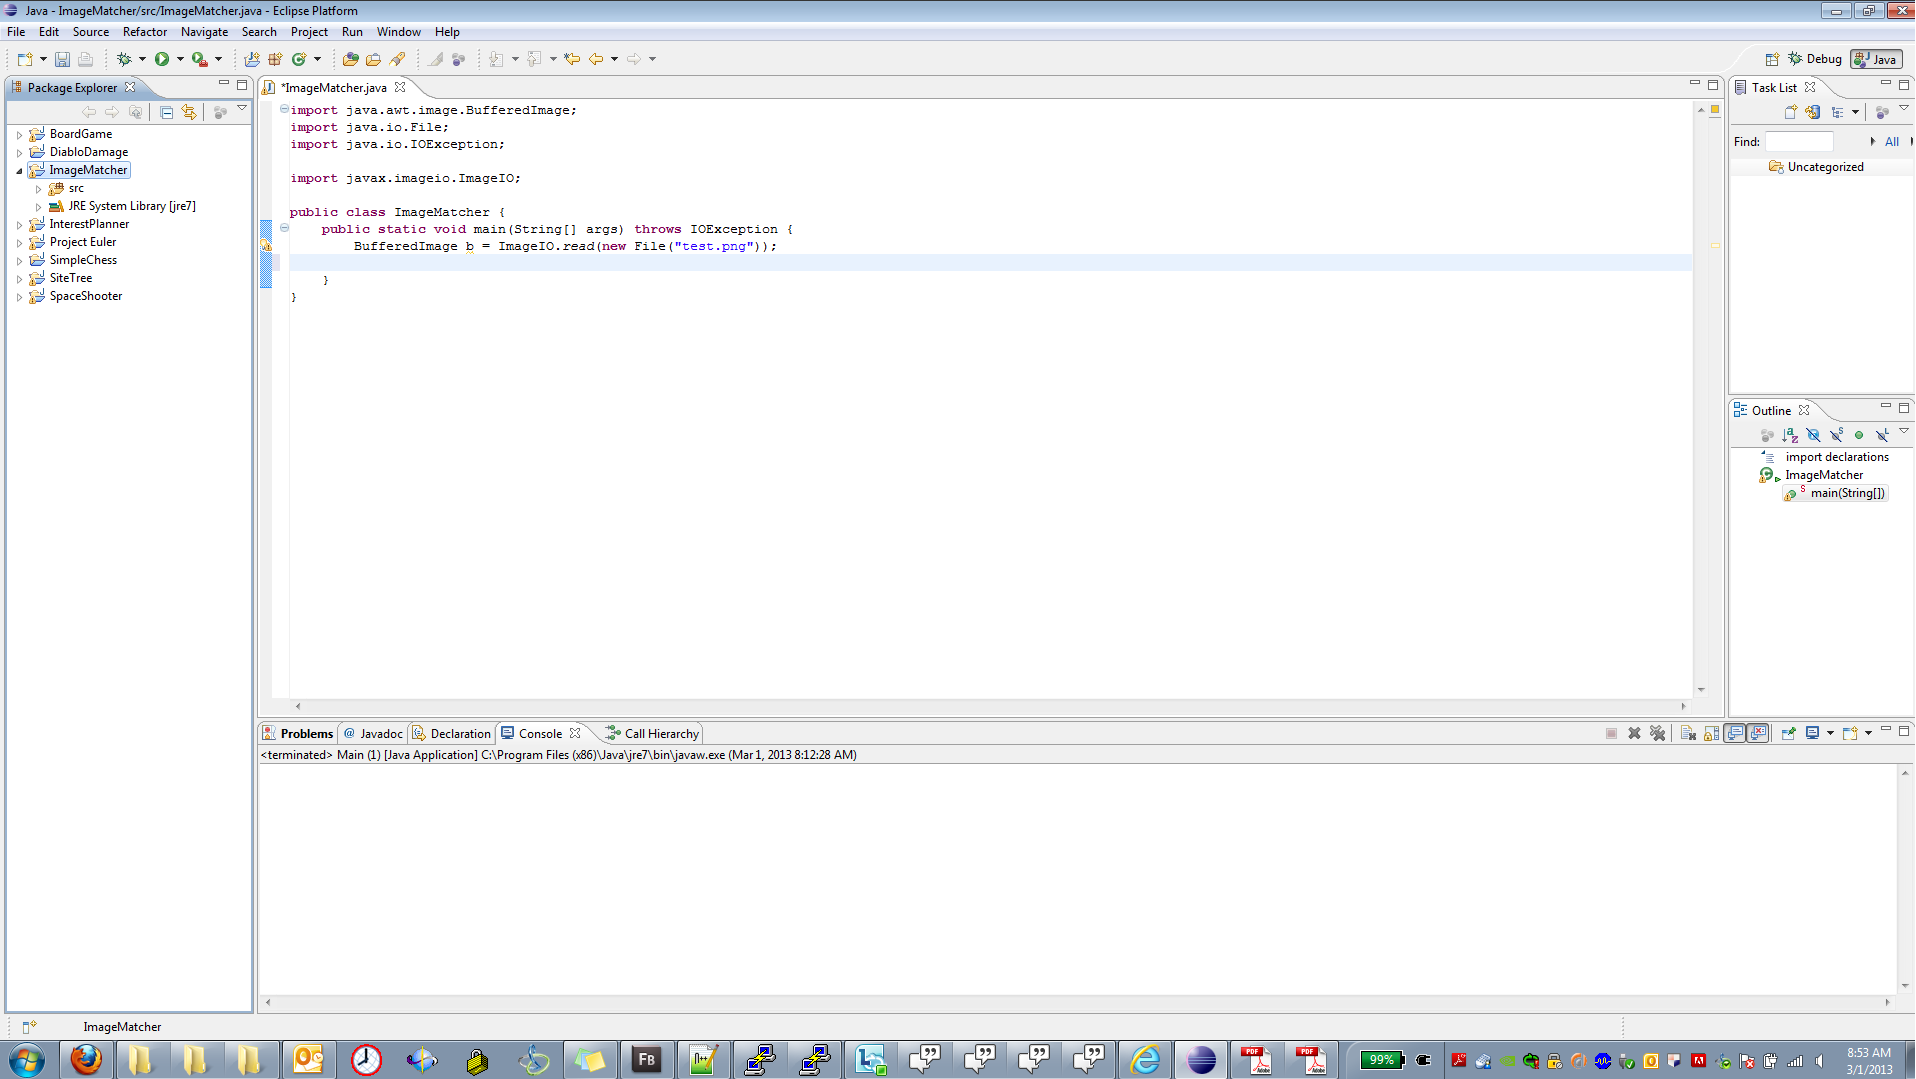 Java - ImageMatcher/src/ImageMatcher.java - Eclipse Platform
File Edit Source Refactor Navigate Search Project Run Window Help
Debug Java
Package Explorer
BoardGame
DiabloDamage
ImageMatcher
src
JRE System Library [jre7]
InterestPlanner
Project Euler
SimpleChess
SiteTree
SpaceShooter
*ImageMatcher.java
import java.awt.image.BufferedImage;
import java.io.File;
import java.io.IOException;
import javax.imageio.ImageIO;
public class ImageMatcher {
public static void main(String[] args) throws IOException {
BufferedImage b = ImageIO.read(new File("test.png"));
}
}
Task List
Find: All
Uncategorized
Outline
import declarations
ImageMatcher
main(String[])
Problems Javadoc Declaration Console Call Hierarchy
<terminated> Main (1) [Java Application] C:\Program Files (x86)\Java\jre7\bin\javaw.exe (Mar 1, 2013 8:12:28 AM)
ImageMatcher
FB
PDF
Adobe
PDF
Adobe
99%
8:53 AM
3/1/2013